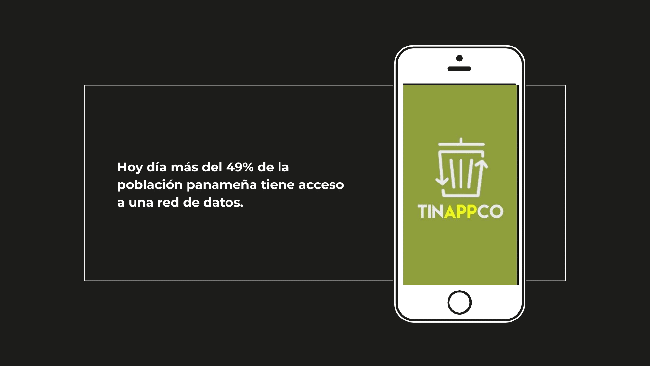 Hoy día más del 49% de la
población panameña tiene acceso
a una red de datos.
TINAPPCO